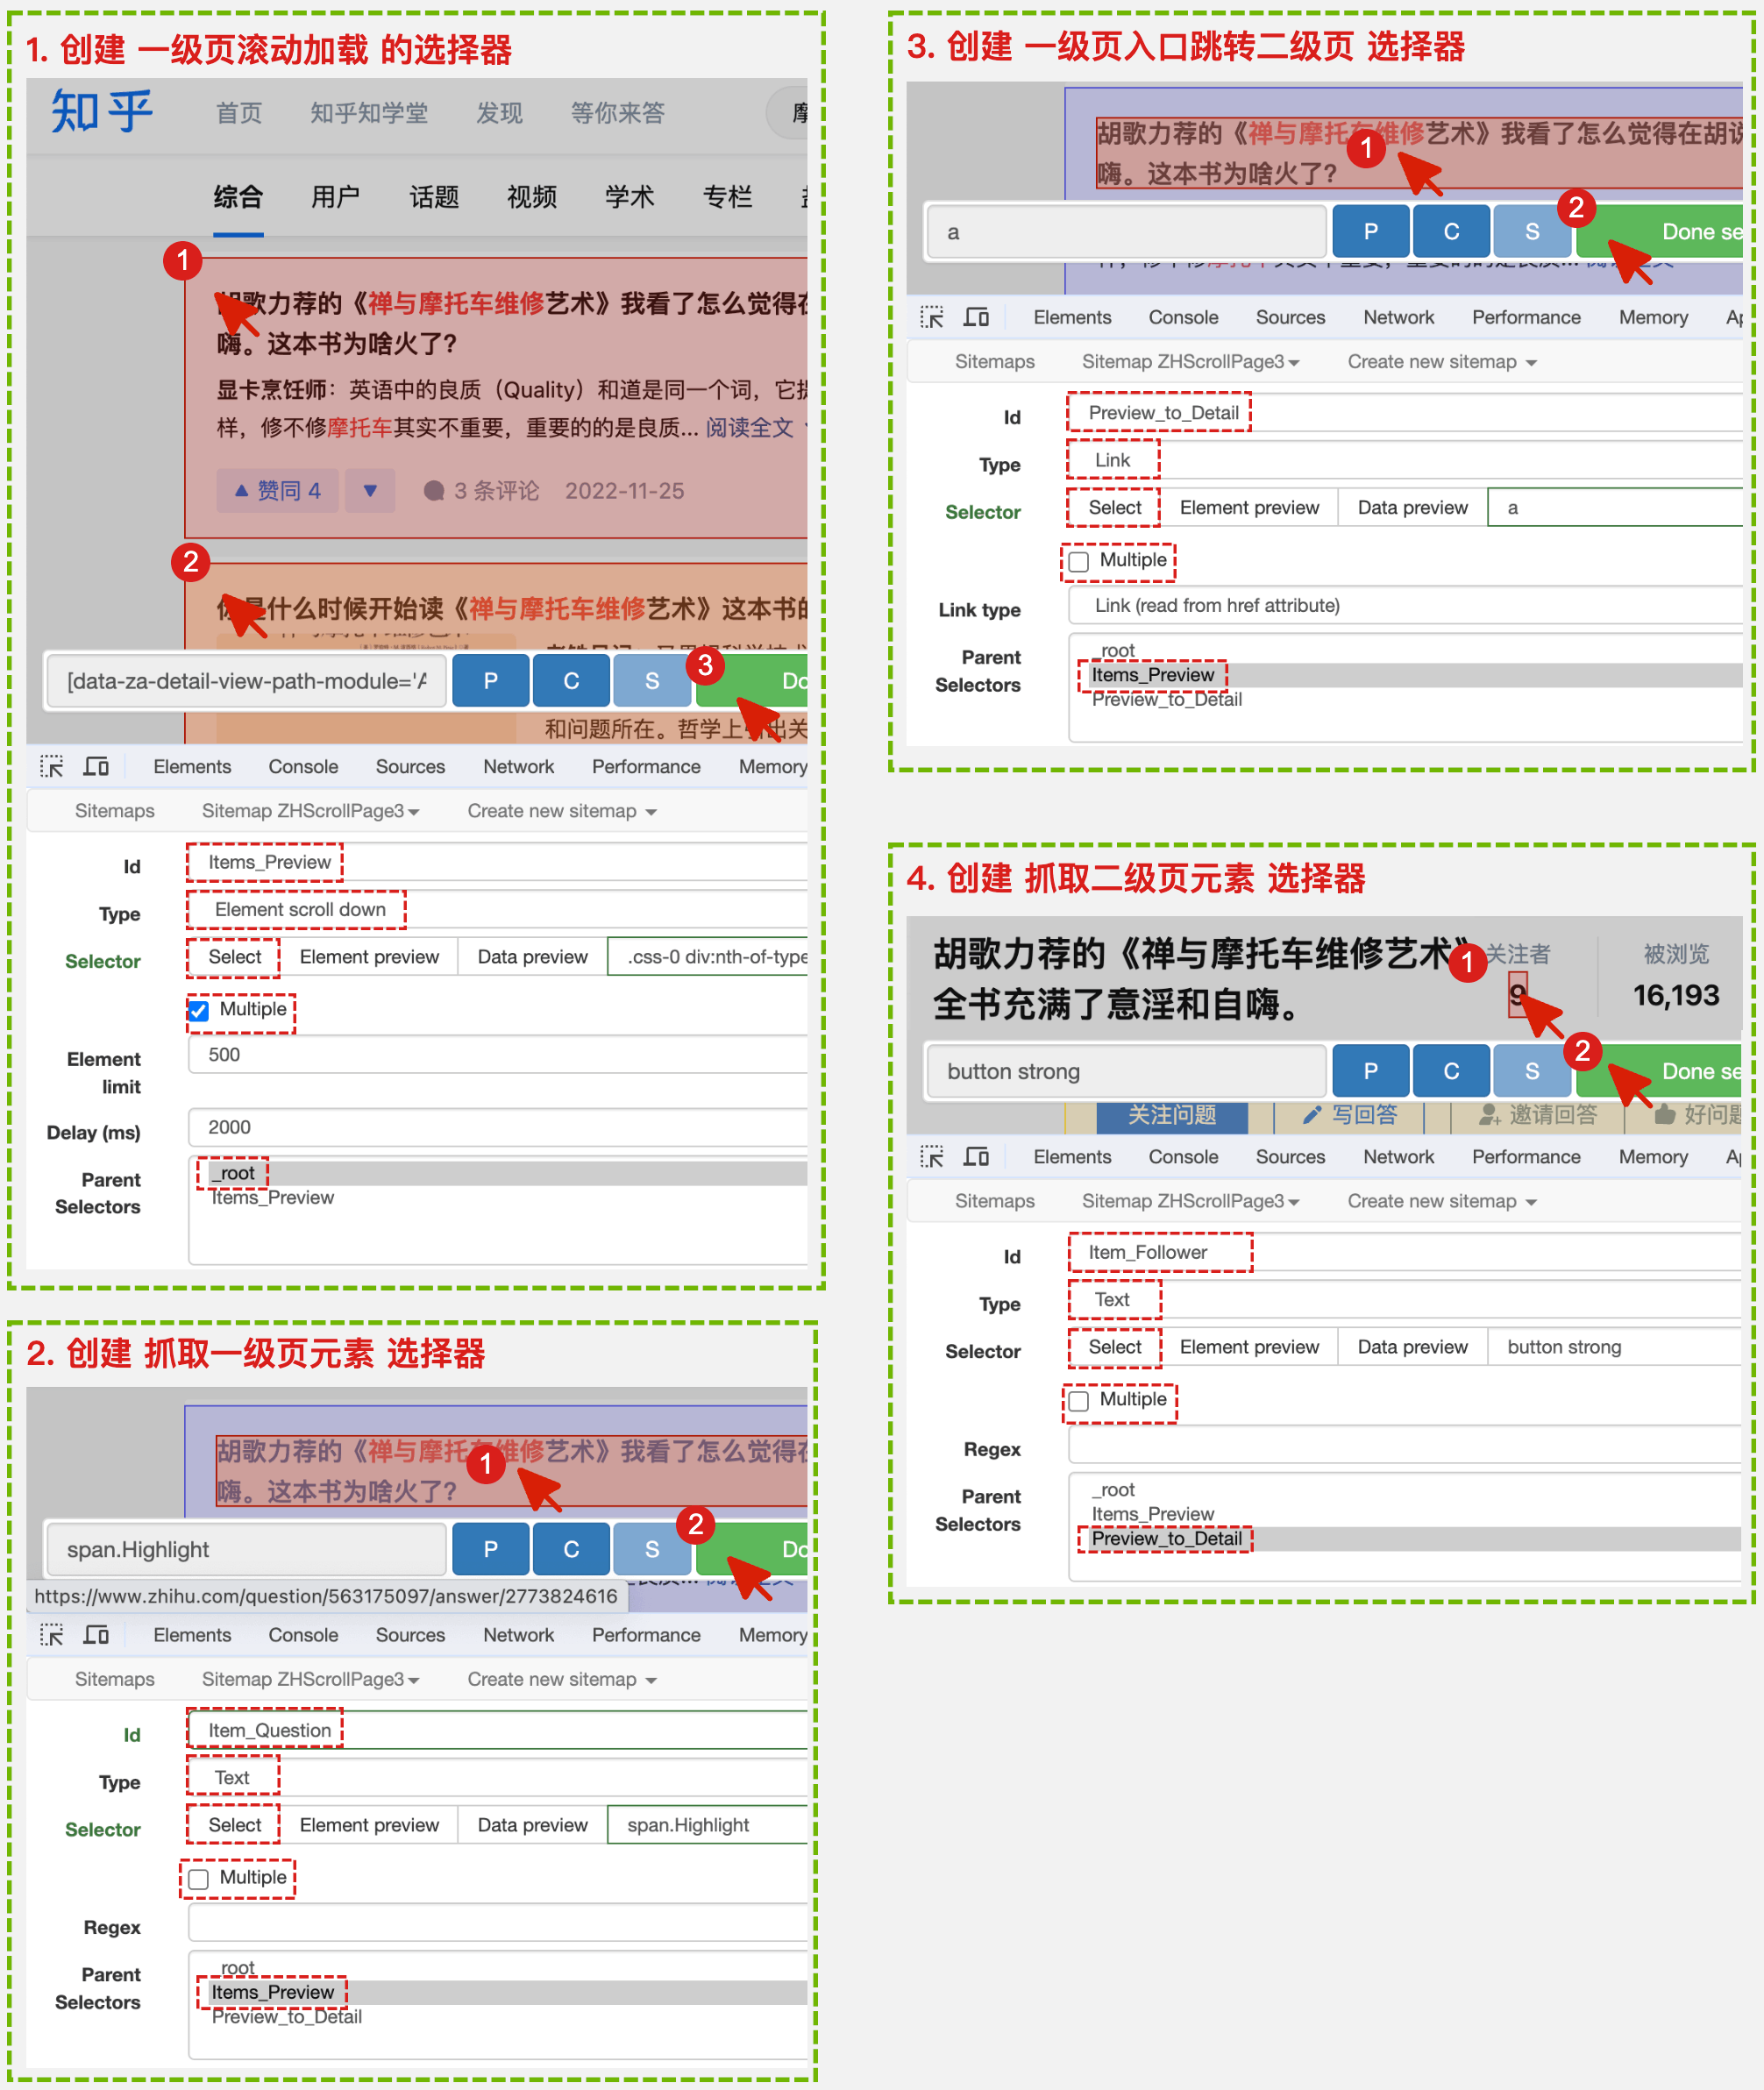 1. 创建 一级页滚动加载 的选择器
知乎 首页 知乎知学堂 发现 等你来答
综合 用户 话题 视频 学术 专栏
1
胡歌力荐的《禅与摩托车维修艺术》我看了怎么觉得在
嗨。这本书为啥火了?
显卡烹饪师：英语中的良质（Quality）和道是同一个词，它提
样，修不修摩托车其实不重要，重要的的是良质... 阅读全文
赞同 4 3 条评论 2022-11-25
2
你是什么时候开始读《禅与摩托车维修艺术》这本书的
3
[data-za-detail-view-path-module='A P C S Do
和问题所在。哲学上引出关
Elements Console Sources Network Performance Memory
Sitemaps Sitemap ZHScrollPage3 Create new sitemap
Id Items_Preview
Type Element scroll down
Selector Select Element preview Data preview .css-0 div:nth-of-type
Multiple
Element limit 500
Delay (ms) 2000
Parent Selectors _root
Items_Preview
2. 创建 抓取一级页元素 选择器
胡歌力荐的《禅与摩托车维修艺术》我看了怎么觉得在
1
嗨。这本书为啥火了?
2
span.Highlight P C S Do
https://www.zhihu.com/question/563175097/answer/2773824616
Elements Console Sources Network Performance Memory
Sitemaps Sitemap ZHScrollPage3 Create new sitemap
Id Item_Question
Type Text
Selector Select Element preview Data preview span.Highlight
Multiple
Regex
Parent Selectors _root
Items_Preview
Preview_to_Detail
3. 创建 一级页入口跳转二级页 选择器
胡歌力荐的《禅与摩托车维修艺术》我看了怎么觉得在胡说
1
嗨。这本书为啥火了?
2
a P C S Done se
Elements Console Sources Network Performance Memory Ap
Sitemaps Sitemap ZHScrollPage3 Create new sitemap
Id Preview_to_Detail
Type Link
Selector Select Element preview Data preview a
Multiple
Link type Link (read from href attribute)
Parent Selectors _root
Items_Preview
Preview_to_Detail
4. 创建 抓取二级页元素 选择器
胡歌力荐的《禅与摩托车维修艺术》 1 关注者 被浏览
全书充满了意淫和自嗨。 9 16,193
2
button strong P C S Done se
关注问题 写回答 邀请回答 好问题
Elements Console Sources Network Performance Memory Ap
Sitemaps Sitemap ZHScrollPage3 Create new sitemap
Id Item_Follower
Type Text
Selector Select Element preview Data preview button strong
Multiple
Regex
Parent Selectors _root
Items_Preview
Preview_to_Detail